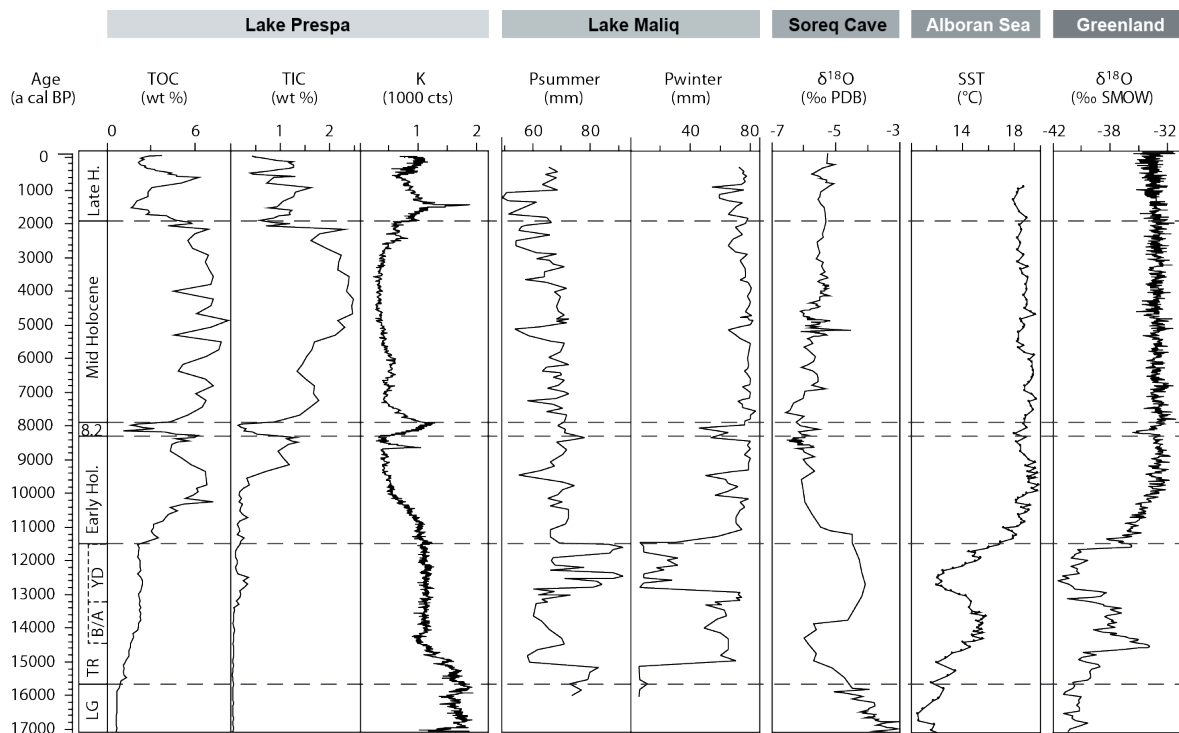 Lake Prespa Lake Maliq Soreq Cave Alboran Sea Greenland
Age TOC TIC K Psummer Pwinter δ18O SST δ18O
(a cal BP) (wt %) (wt %) (1000 cts) (mm) (mm) (‰ PDB) (°C) (‰ SMOW)
0 6 1 2 1 2 60 80 40 80 -7 -5 -3 14 18 -42 -38 -32
0
1000
2000
3000
4000
5000
6000
7000
8000
9000
10000
11000
12000
13000
14000
15000
16000
17000
Late H.
Mid Holocene
8.2
Early Hol.
YD
B/A
TR
LG